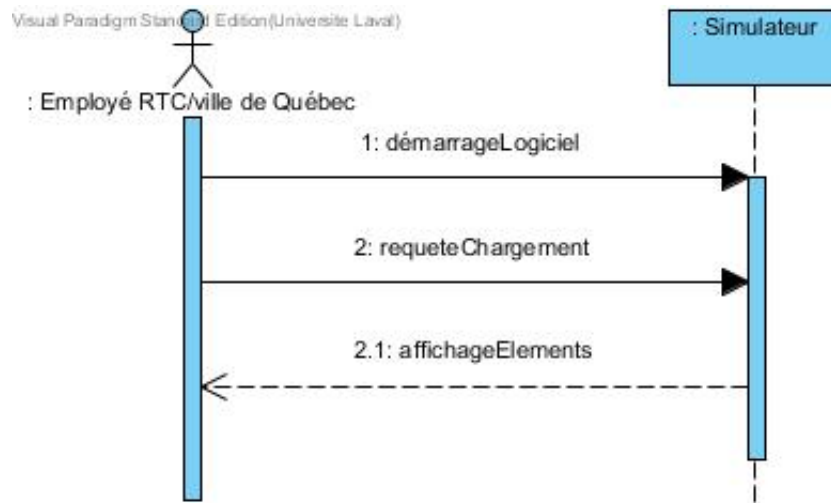 Visual Paradigm Standard Edition(Universite Laval)
: Simulateur
: Employé RTC/ville de Québec
1: démarrageLogiciel
2: requeteChargement
2.1: affichageElements